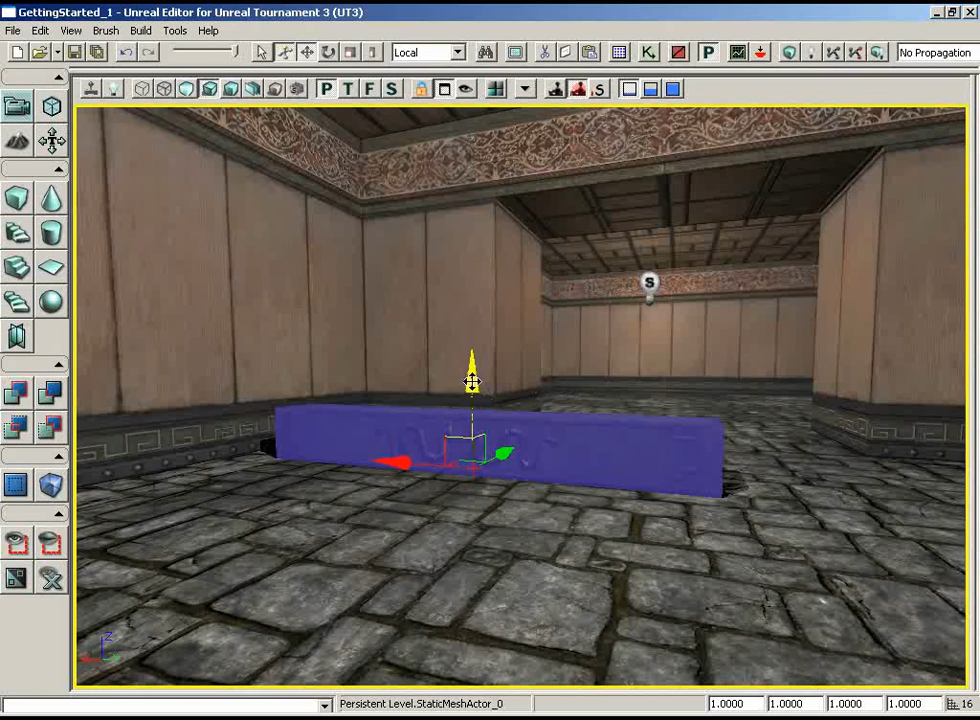 GettingStarted_1 - Unreal Editor for Unreal Tournament 3 (UT3)
File Edit View Brush Build Tools Help
Local
K
P
No Propagation
P T F S
S
S
Z
Persistent Level.StaticMeshActor_0
1.0000 1.0000 1.0000 1.0000 16